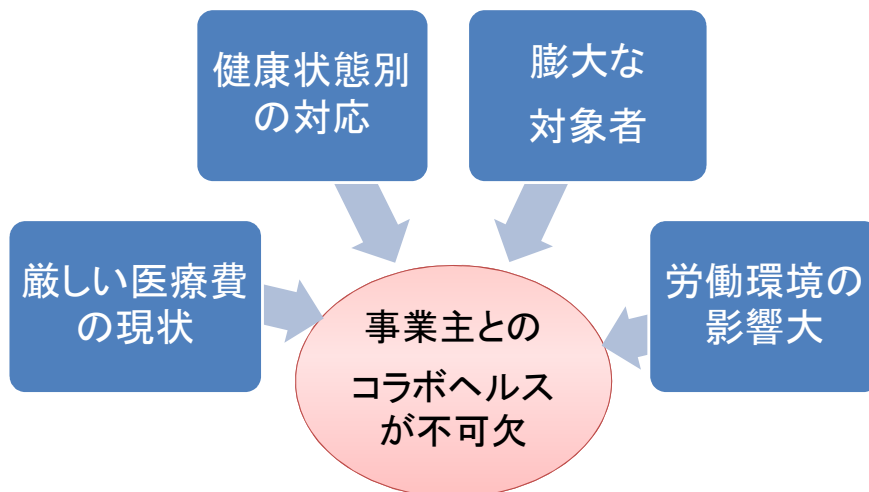 健康状態別
の対応
膨大な
対象者
厳しい医療費
の現状
労働環境の
影響大
事業主との
コラボヘルス
が不可欠